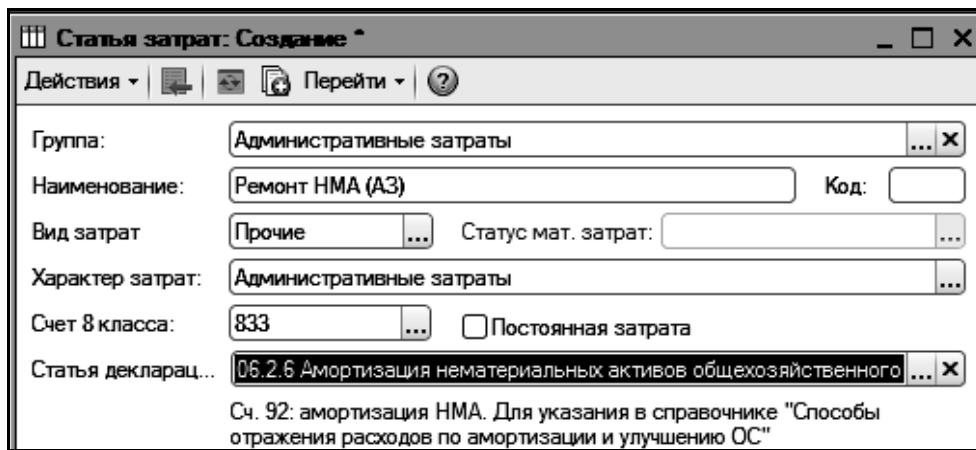 Статья затрат: Создание *
Действия Перейти
Группа: Административные затраты ...
Наименование: Ремонт НМА (АЗ) Код:
Вид затрат Прочие ... Статус мат. затрат: ...
Характер затрат: Административные затраты ...
Счет 8 класса: 833 ... Постоянная затрата
Статья декларац... 06.2.6 Амортизация нематериальных активов общехозяйственного ...
Сч. 92: амортизация НМА. Для указания в справочнике "Способы
отражения расходов по амортизации и улучшению ОС"